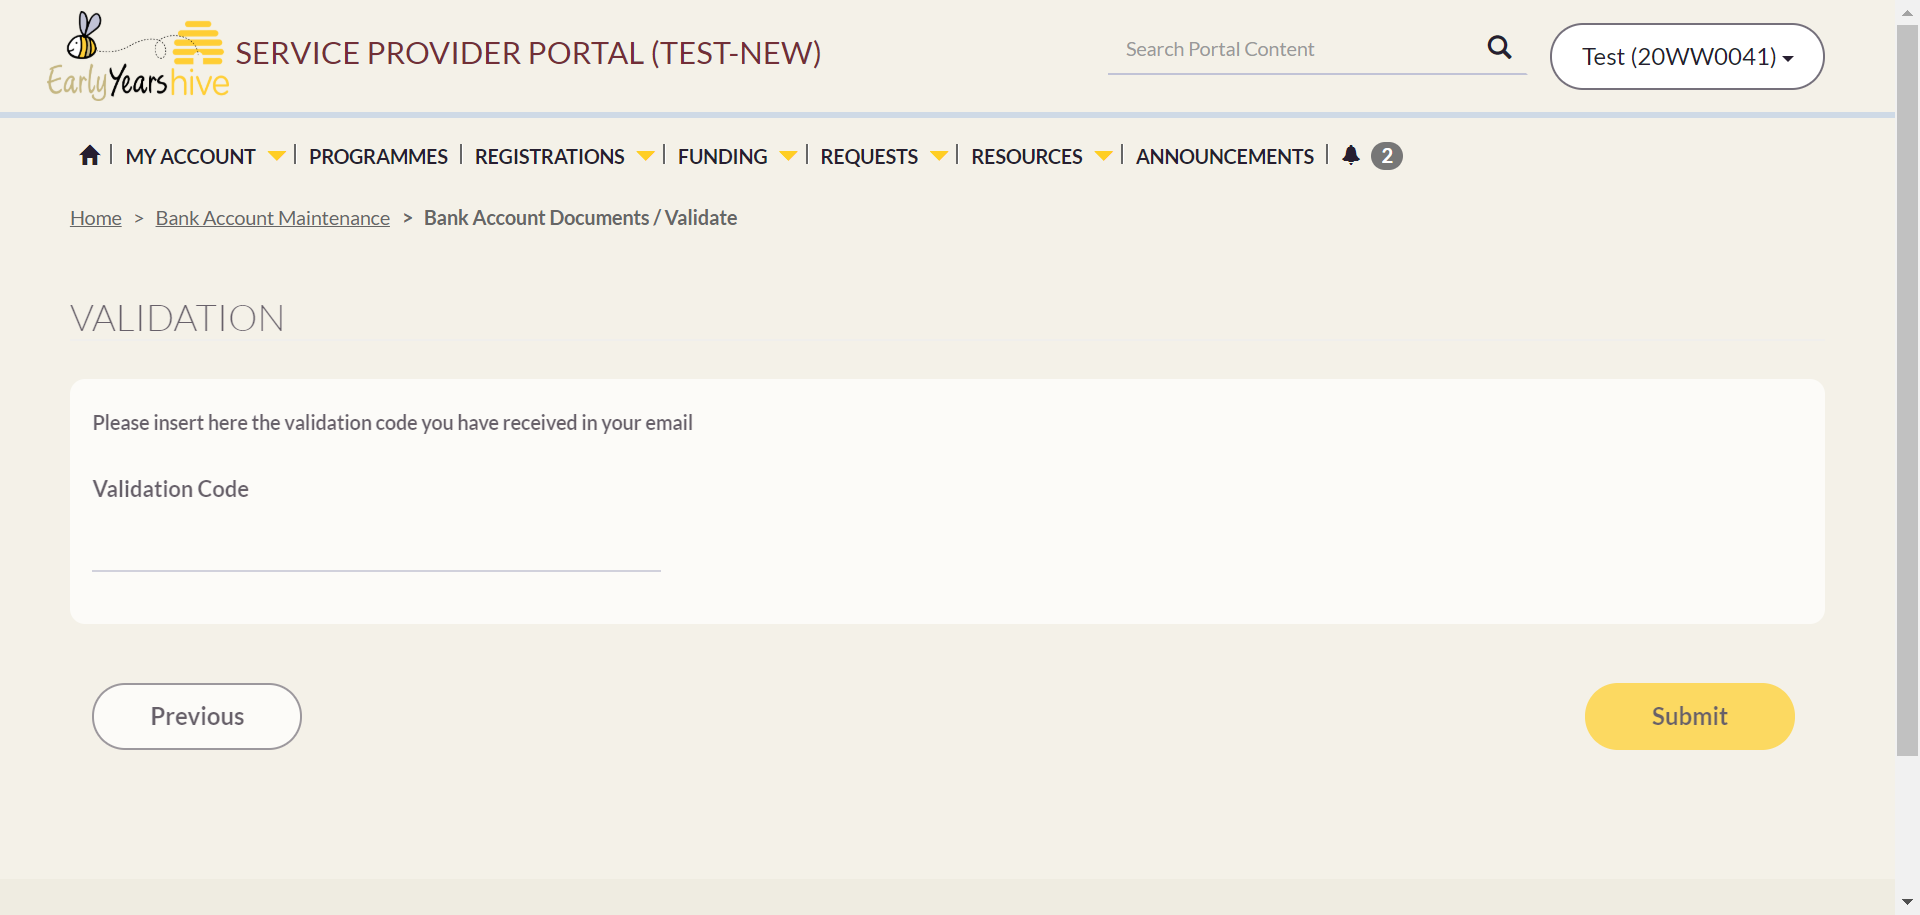 EarlyYearshive
SERVICE PROVIDER PORTAL (TEST-NEW)
Search Portal Content
Test (20WW0041)
MY ACCOUNT | PROGRAMMES | REGISTRATIONS | FUNDING | REQUESTS | RESOURCES | ANNOUNCEMENTS | 2
Home > Bank Account Maintenance > Bank Account Documents / Validate
VALIDATION
Please insert here the validation code you have received in your email
Validation Code
Previous
Submit